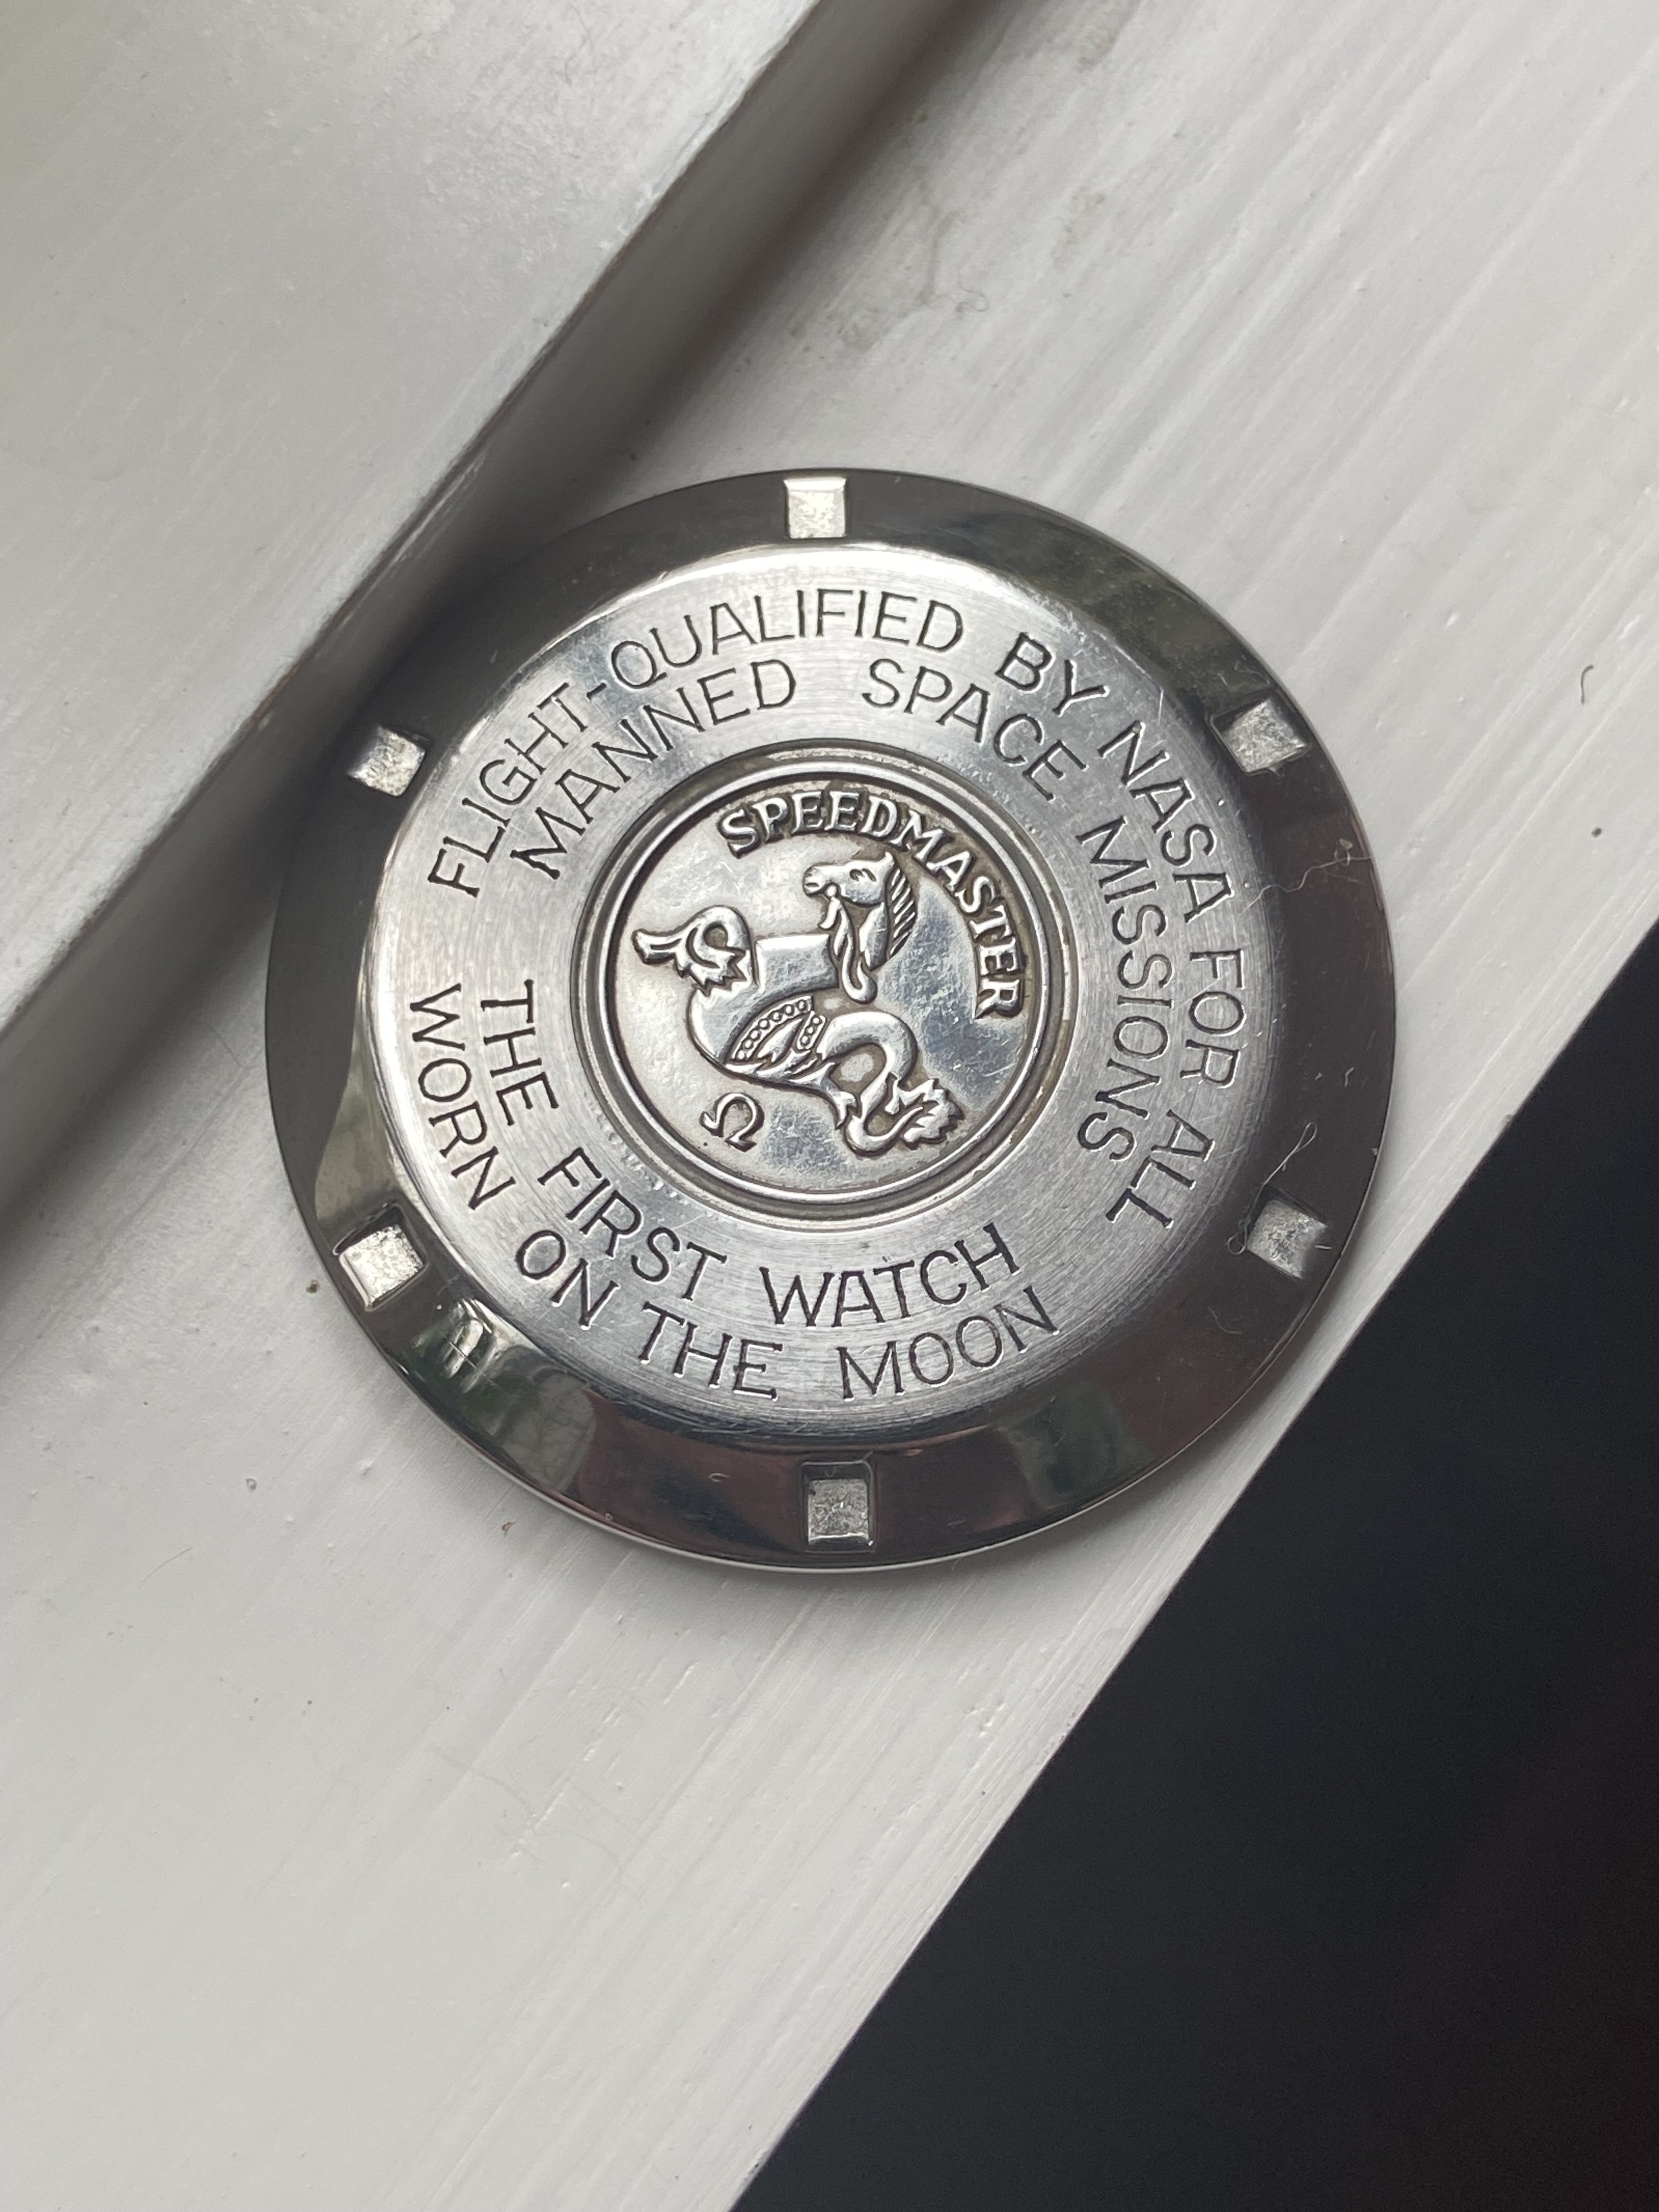 FLIGHT-QUALIFIED BY NASA FOR ALL
MANNED SPACE MISSIONS
SPEEDMASTER
Ω
THE FIRST WATCH
WORN ON THE MOON